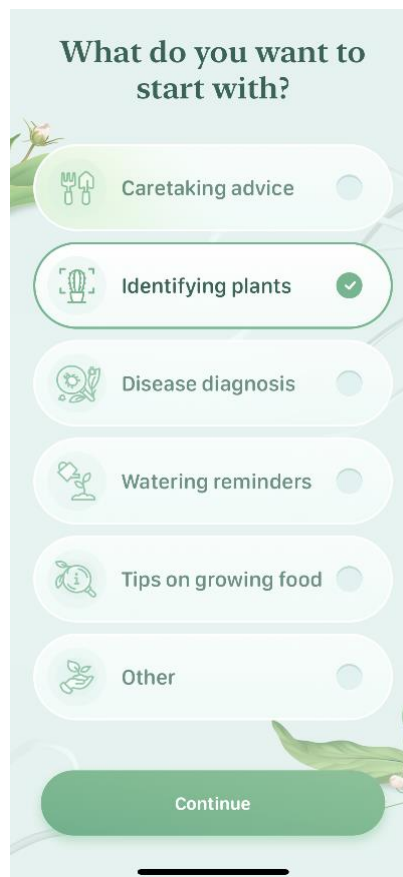 What do you want to
start with?
Caretaking advice
Identifying plants
Disease diagnosis
Watering reminders
Tips on growing food
Other
Continue